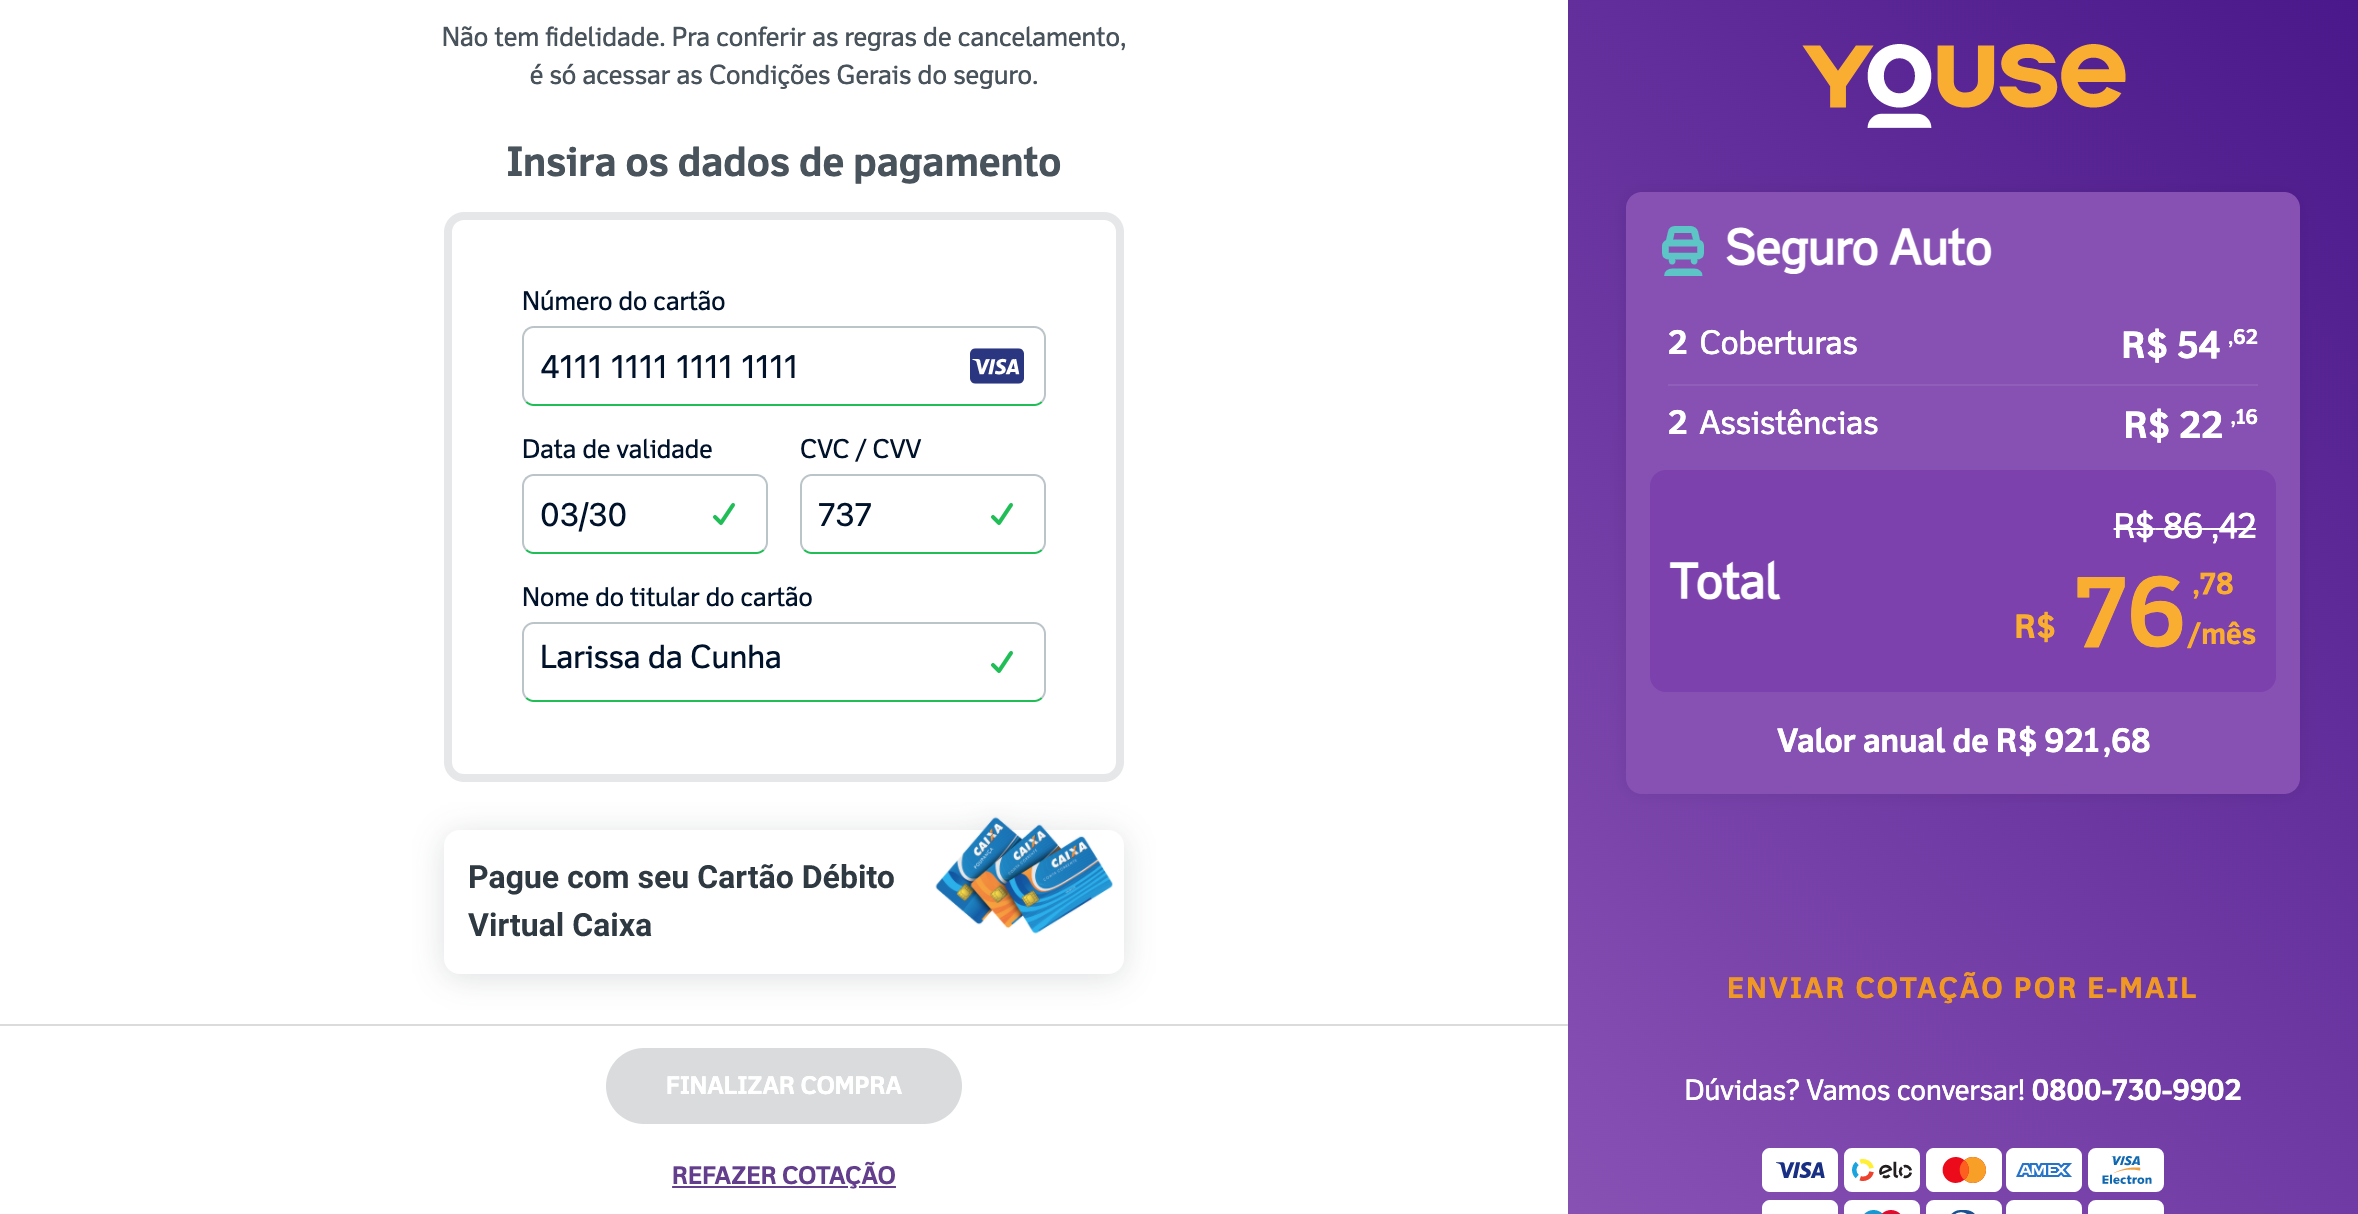 Não tem fidelidade. Pra conferir as regras de cancelamento,
é só acessar as Condições Gerais do seguro.
Insira os dados de pagamento
Número do cartão
4111 1111 1111 1111 VISA
Data de validade CVC / CVV
03/30 737
Nome do titular do cartão
Larissa da Cunha
Pague com seu Cartão Débito
Virtual Caixa
CAIXA CAIXA CAIXA
FINALIZAR COMPRA
REFAZER COTAÇÃO
YOUSE
Seguro Auto
2 Coberturas R$ 54 ,62
2 Assistências R$ 22 ,16
R$ 86 ,42
Total R$ 76 ,78 /mês
Valor anual de R$ 921,68
ENVIAR COTAÇÃO POR E-MAIL
Dúvidas? Vamos conversar! 0800-730-9902
VISA elo AMEX VISA Electron